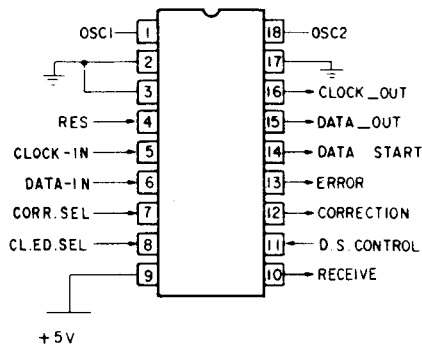 OSC1 1 18 OSC2
2 17
3 16 CLOCK_OUT
RES 4 15 DATA_OUT
CLOCK-IN 5 14 DATA START
DATA-IN 6 13 ERROR
CORR.SEL 7 12 CORRECTION
CL.ED.SEL 8 11 D.S.CONTROL
9 10 RECEIVE
+5V